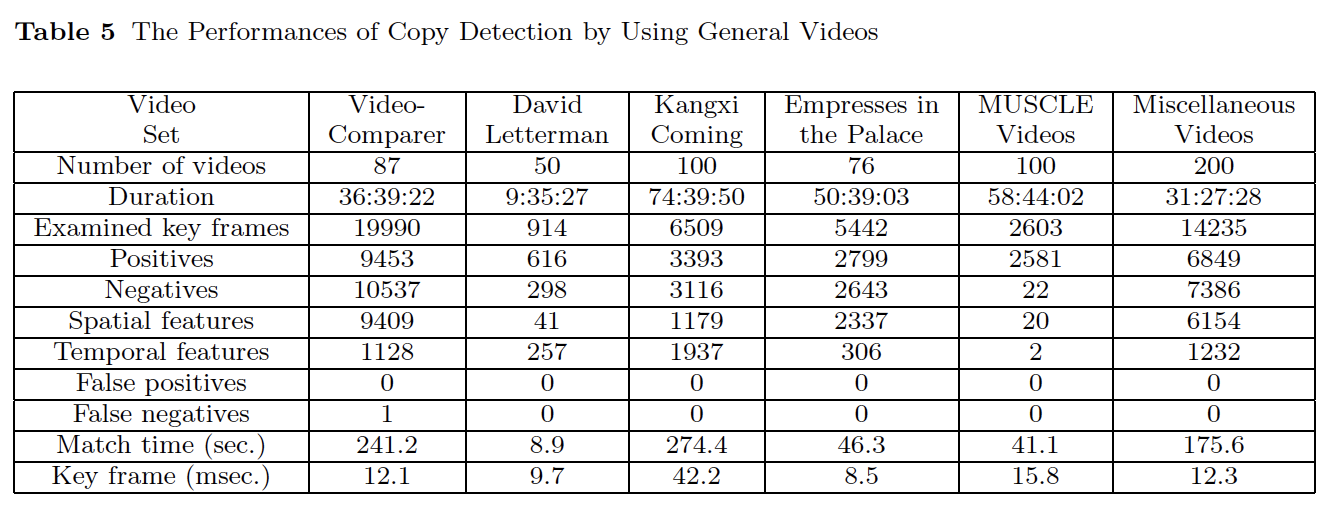 Table 5 The Performances of Copy Detection by Using General Videos
Video Video- David Kangxi Empresses in MUSCLE Miscellaneous
Set Comparer Letterman Coming the Palace Videos Videos
Number of videos 87 50 100 76 100 200
Duration 36:39:22 9:35:27 74:39:50 50:39:03 58:44:02 31:27:28
Examined key frames 19990 914 6509 5442 2603 14235
Positives 9453 616 3393 2799 2581 6849
Negatives 10537 298 3116 2643 22 7386
Spatial features 9409 41 1179 2337 20 6154
Temporal features 1128 257 1937 306 2 1232
False positives 0 0 0 0 0 0
False negatives 1 0 0 0 0 0
Match time (sec.) 241.2 8.9 274.4 46.3 41.1 175.6
Key frame (msec.) 12.1 9.7 42.2 8.5 15.8 12.3